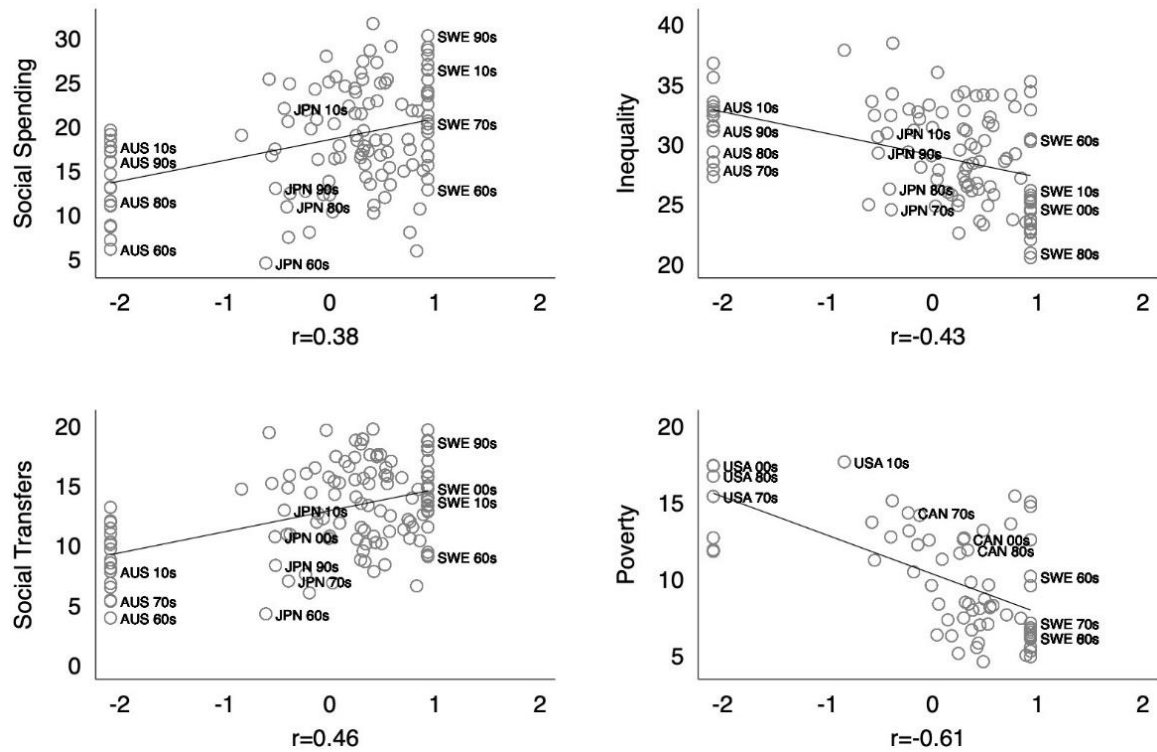 Social Spending
30
25
20
15
10
5
SWE 90s
SWE 10s
JPN 10s
SWE 70s
AUS 10s
AUS 90s
JPN 90s
SWE 60s
AUS 80s
JPN 80s
AUS 60s
JPN 60s
-2 -1 0 1 2
r=0.38
Inequality
40
35
30
25
20
AUS 10s
AUS 90s
JPN 10s
SWE 60s
AUS 80s
JPN 90s
AUS 70s
JPN 80s
SWE 10s
JPN 70s
SWE 00s
SWE 80s
-2 -1 0 1 2
r=-0.43
Social Transfers
20
15
10
5
0
SWE 90s
SWE 00s
JPN 10s
SWE 10s
JPN 00s
SWE 60s
AUS 10s
JPN 90s
JPN 70s
AUS 70s
AUS 60s
JPN 60s
-2 -1 0 1 2
r=0.46
Poverty
20
15
10
5
USA 00s
USA 10s
USA 80s
USA 70s
CAN 70s
CAN 00s
CAN 80s
SWE 60s
SWE 70s
SWE 80s
-2 -1 0 1 2
r=-0.61